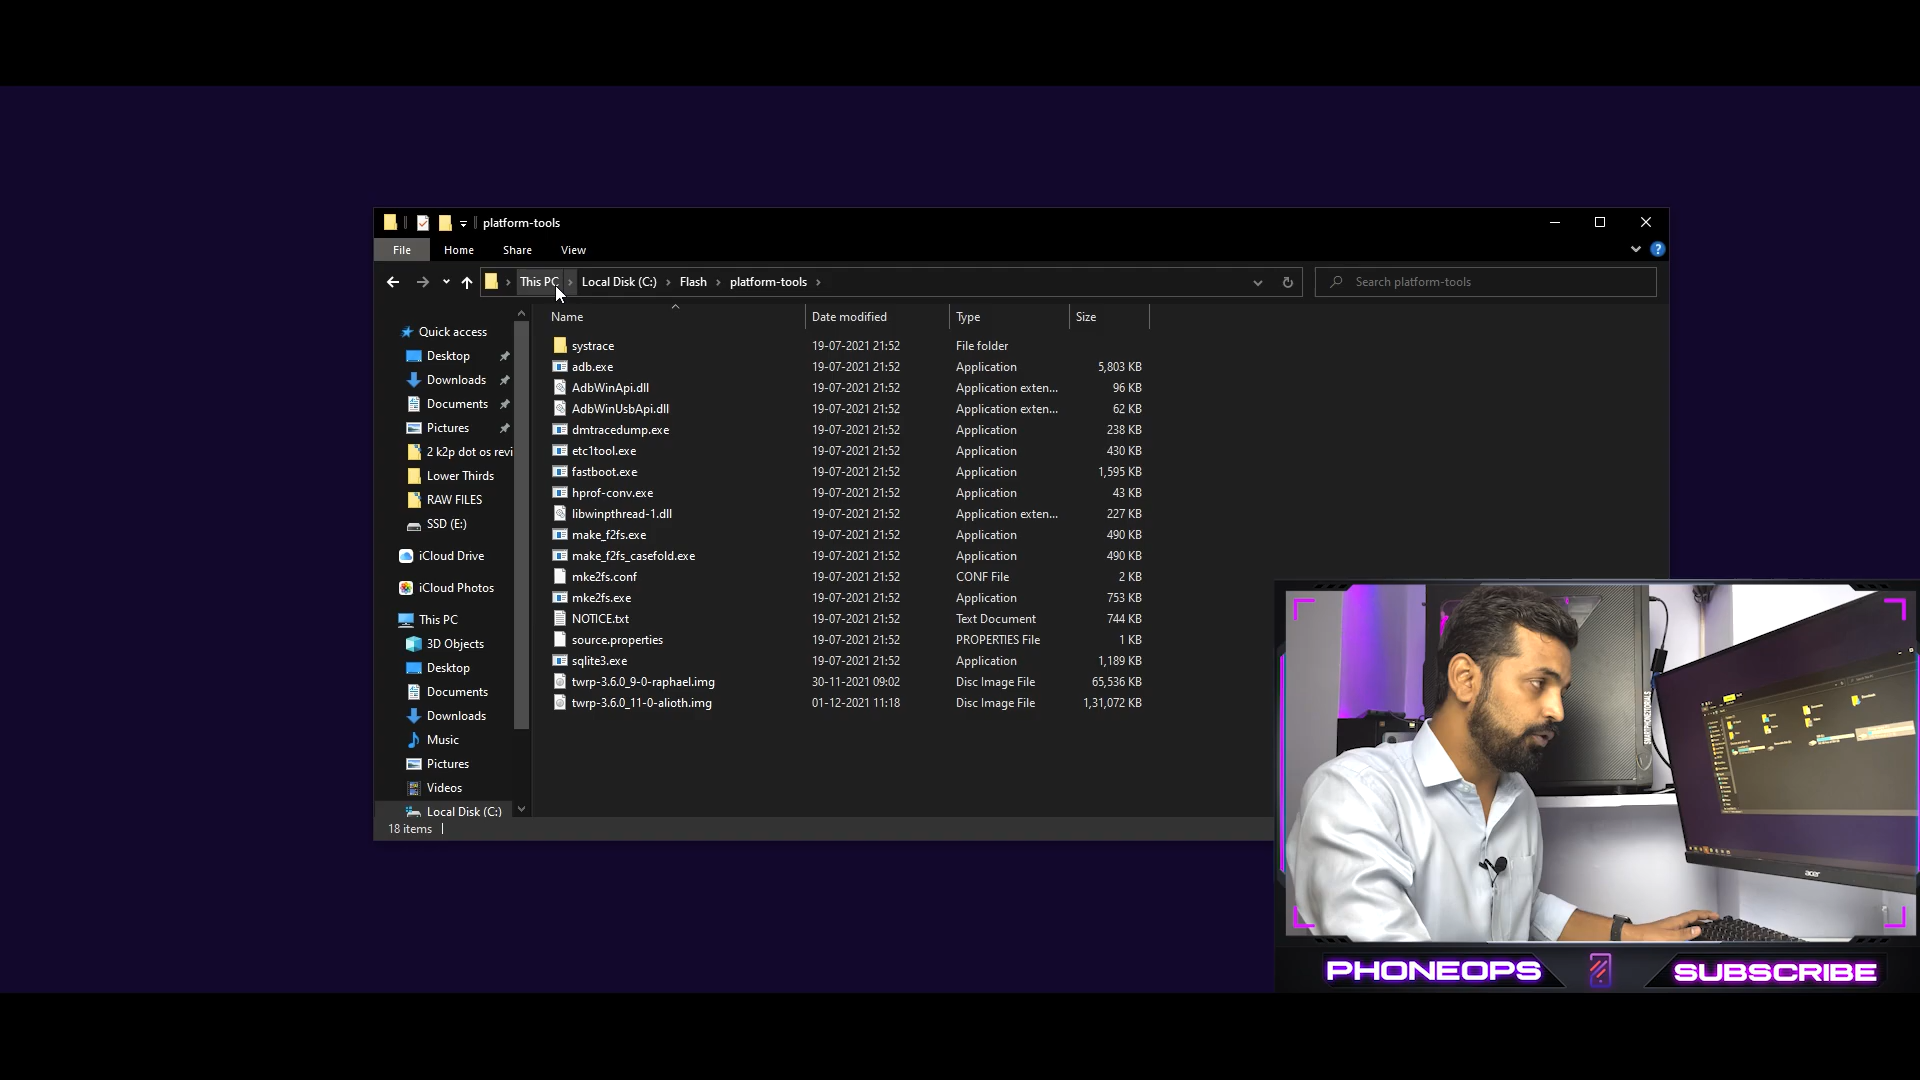 platform-tools
File Home Share View
This PC Local Disk (C:) Flash platform-tools
Search platform-tools
Name Date modified Type Size
Quick access
Desktop
Downloads
Documents
Pictures
2 k2p dot os revi
Lower Thirds
RAW FILES
SSD (E:)
iCloud Drive
iCloud Photos
This PC
3D Objects
Desktop
Documents
Downloads
Music
Pictures
Videos
Local Disk (C:)
systrace 19-07-2021 21:52 File folder
adb.exe 19-07-2021 21:52 Application 5,803 KB
AdbWinApi.dll 19-07-2021 21:52 Application exten... 96 KB
AdbWinUsbApi.dll 19-07-2021 21:52 Application exten... 62 KB
dmtracedump.exe 19-07-2021 21:52 Application 238 KB
etc1tool.exe 19-07-2021 21:52 Application 430 KB
fastboot.exe 19-07-2021 21:52 Application 1,595 KB
hprof-conv.exe 19-07-2021 21:52 Application 43 KB
libwinpthread-1.dll 19-07-2021 21:52 Application exten... 227 KB
make_f2fs.exe 19-07-2021 21:52 Application 490 KB
make_f2fs_casefold.exe 19-07-2021 21:52 Application 490 KB
mke2fs.conf 19-07-2021 21:52 CONF File 2 KB
mke2fs.exe 19-07-2021 21:52 Application 753 KB
NOTICE.txt 19-07-2021 21:52 Text Document 744 KB
source.properties 19-07-2021 21:52 PROPERTIES File 1 KB
sqlite3.exe 19-07-2021 21:52 Application 1,189 KB
twrp-3.6.0_9-0-raphael.img 30-11-2021 09:02 Disc Image File 65,536 KB
twrp-3.6.0_11-0-alioth.img 01-12-2021 11:18 Disc Image File 1,31,072 KB
18 items
acer
PHONEOPS
SUBSCRIBE